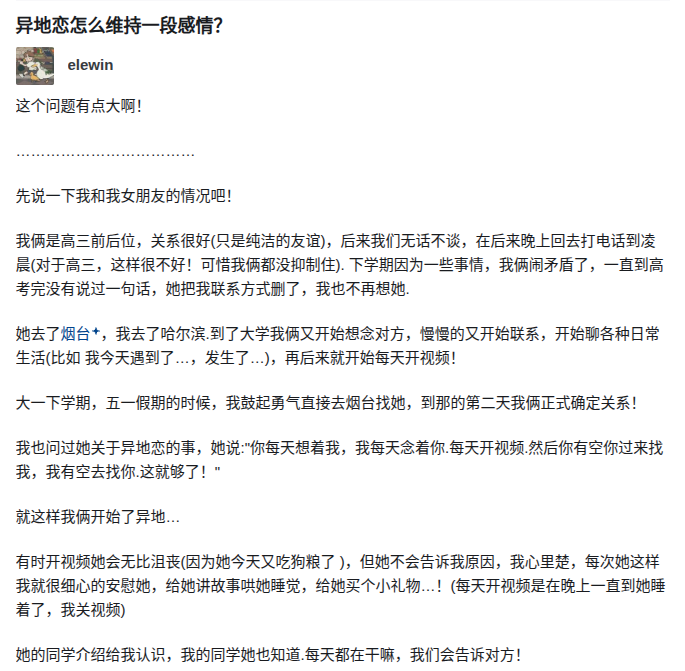 异地恋怎么维持一段感情？
elewin
这个问题有点大啊！
………………………………
先说一下我和我女朋友的情况吧！
我俩是高三前后位，关系很好(只是纯洁的友谊)，后来我们无话不谈，在后来晚上回去打电话到凌
晨(对于高三，这样很不好！可惜我俩都没抑制住). 下学期因为一些事情，我俩闹矛盾了，一直到高
考完没有说过一句话，她把我联系方式删了，我也不再想她.
她去了烟台，我去了哈尔滨.到了大学我俩又开始想念对方，慢慢的又开始联系，开始聊各种日常
生活(比如 我今天遇到了…，发生了…)，再后来就开始每天开视频！
大一下学期，五一假期的时候，我鼓起勇气直接去烟台找她，到那的第二天我俩正式确定关系！
我也问过她关于异地恋的事，她说:"你每天想着我，我每天念着你.每天开视频.然后你有空你过来找
我，我有空去找你.这就够了！"
就这样我俩开始了异地…
有时开视频她会无比沮丧(因为她今天又吃狗粮了 )，但她不会告诉我原因，我心里楚，每次她这样
我就很细心的安慰她，给她讲故事哄她睡觉，给她买个小礼物…！(每天开视频是在晚上一直到她睡
着了，我关视频)
她的同学介绍给我认识，我的同学她也知道.每天都在干嘛，我们会告诉对方！